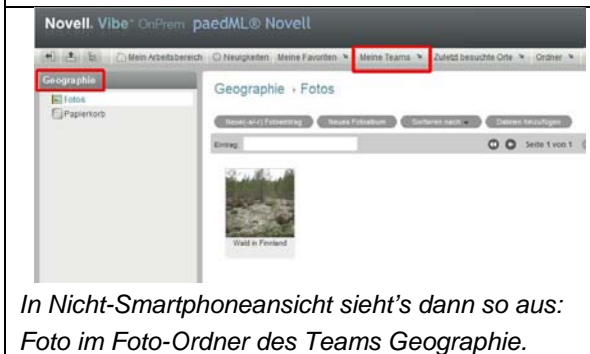 Novell. Vibe OnPrem paedML® Novell
Mein Arbeitsbereich Neuigkeiten Meine Favoriten Meine Teams Zuletzt besuchte Orte Ordner
Geographie
Fotos
Papierkorb
Geographie › Fotos
Neue(-s/-r) Fotoeintrag Neues Fotoalbum Sortieren nach Dateien hinzufügen
Eintrag:
Seite 1 von 1
Wald in Finnland
In Nicht-Smartphoneansicht sieht's dann so aus:
Foto im Foto-Ordner des Teams Geographie.